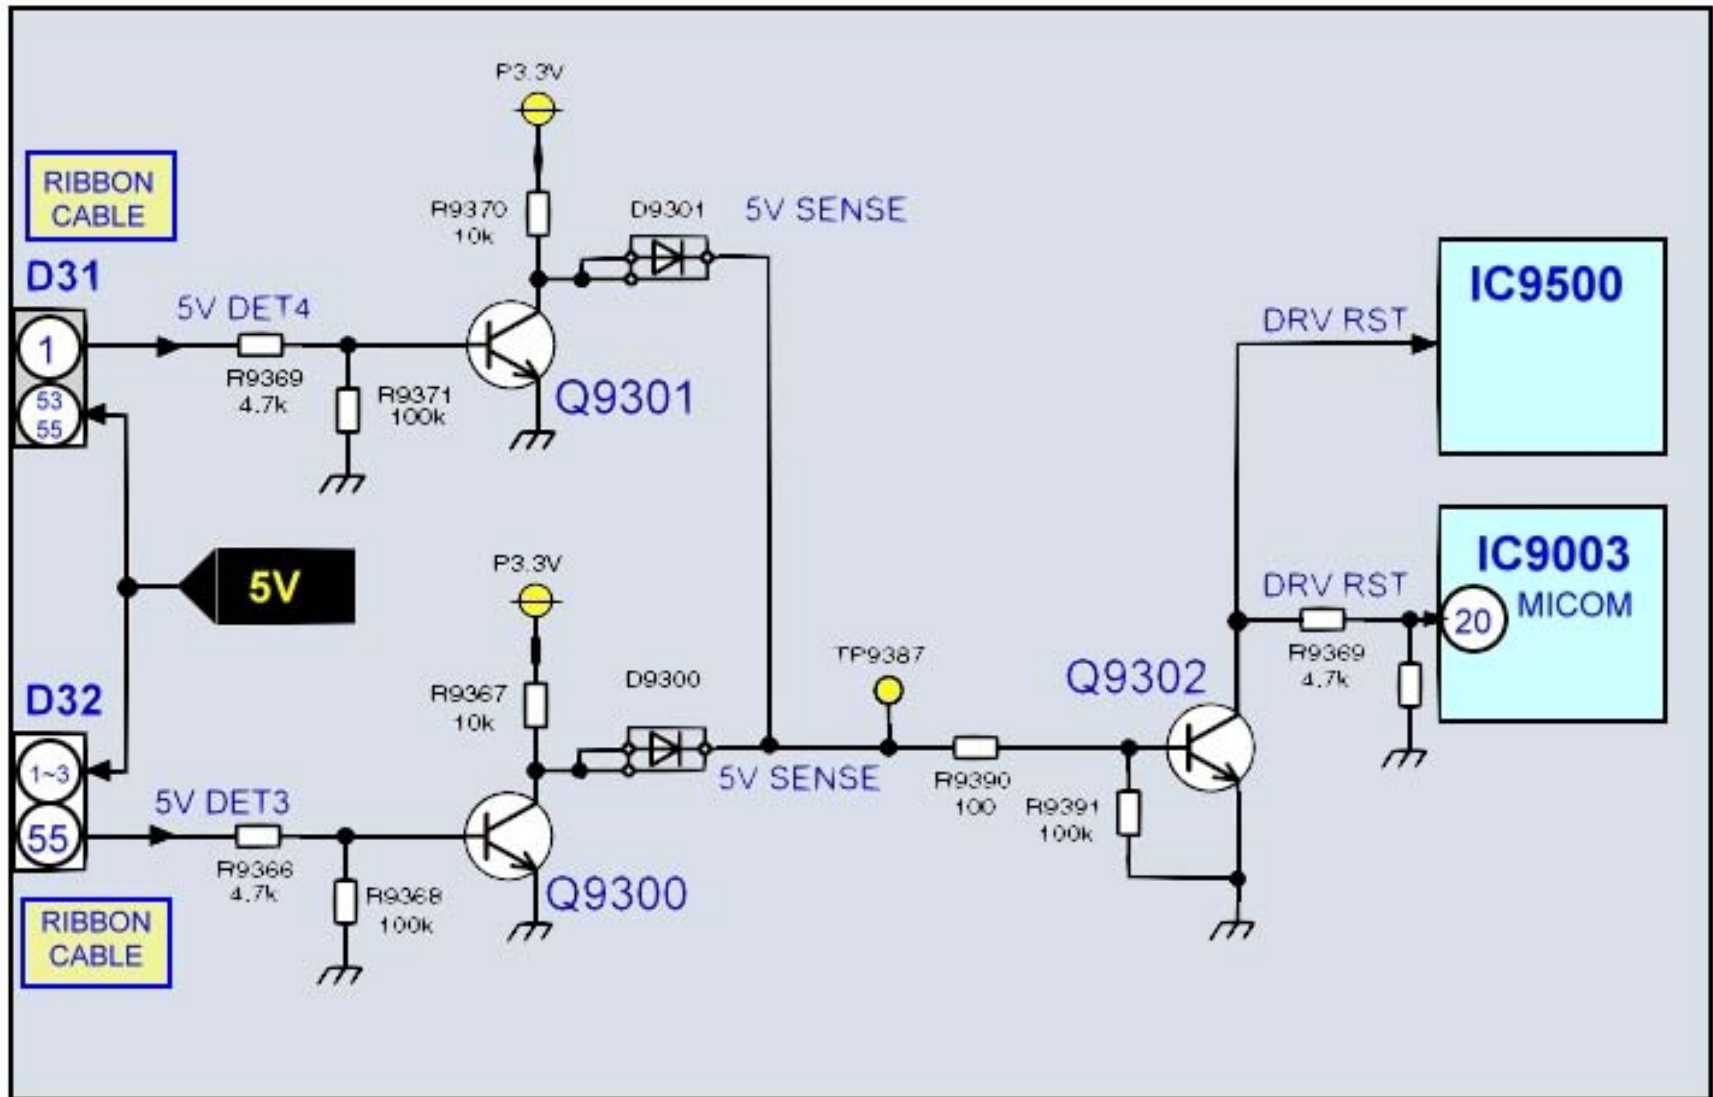 P3.3V
RIBBON
CABLE
R9370
10k
D9301
5V SENSE
D31
5V DET4
1
R9369
4.7k
R9371
100k
Q9301
53
55
DRV RST
IC9500
5V
P3.3V
R9367
10k
D9300
5V SENSE
TP9387
Q9302
DRV RST
R9369
4.7k
IC9003
MICOM
20
D32
1~3
5V DET3
55
R9366
4.7k
R9368
100k
Q9300
R9390
100
R9391
100k
RIBBON
CABLE